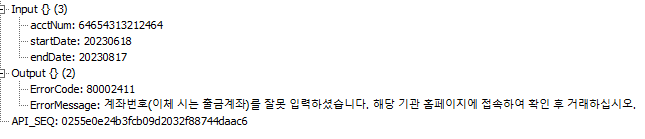 Input {} (3)
acctNum: 64654313212464
startDate: 20230618
endDate: 20230817
Output {} (2)
ErrorCode: 80002411
ErrorMessage: 계좌번호(이체 시는 출금계좌)를 잘못 입력하셨습니다. 해당 기관 홈페이지에 접속하여 확인 후 거래하십시오.
API_SEQ: 0255e0e24b3fcb09d2032f88744daac6